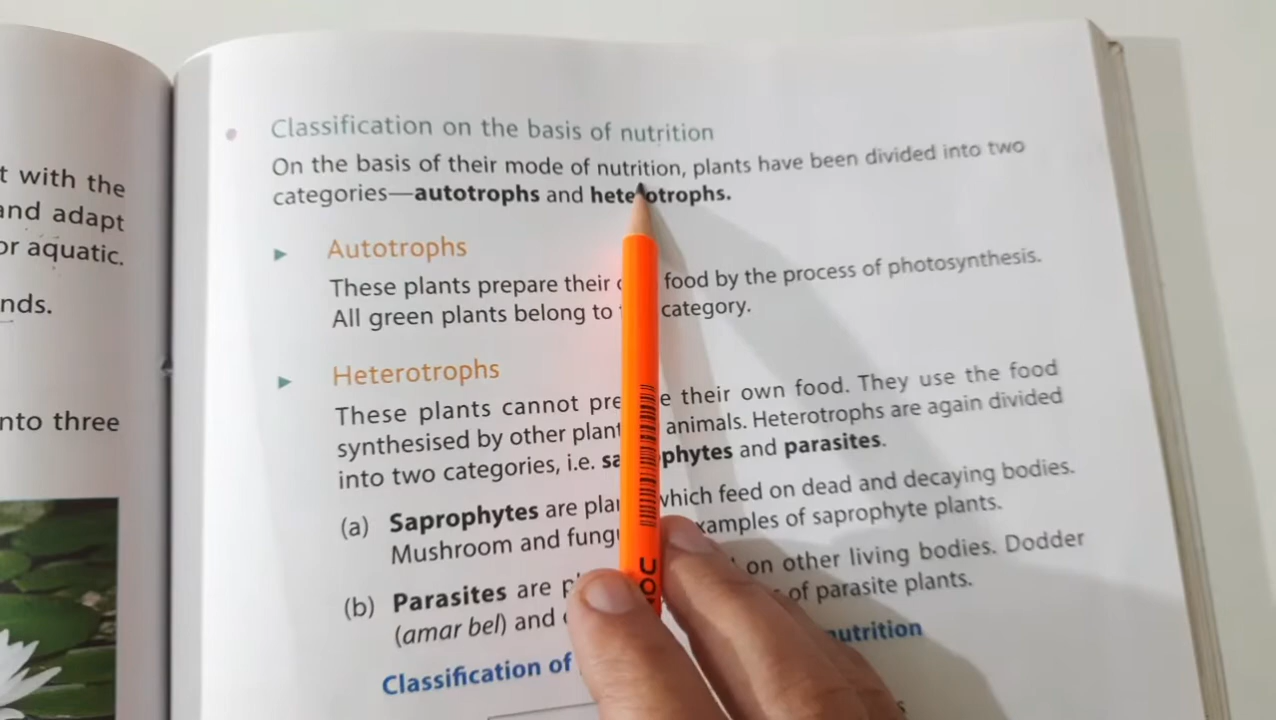 t with the
and adapt
or aquatic.
nds.
nto three
Classification on the basis of nutrition
On the basis of their mode of nutrition, plants have been divided into two
categories—autotrophs and heterotrophs.
Autotrophs
These plants prepare their food by the process of photosynthesis.
All green plants belong to category.
Heterotrophs
These plants cannot pre e their own food. They use the food
synthesised by other plant animals. Heterotrophs are again divided
into two categories, i.e. sa phytes and parasites.
(a) Saprophytes are pla which feed on dead and decaying bodies.
Mushroom and fung xamples of saprophyte plants.
(b) Parasites are p on other living bodies. Dodder
(amar bel) and of parasite plants.
Classification of nutrition